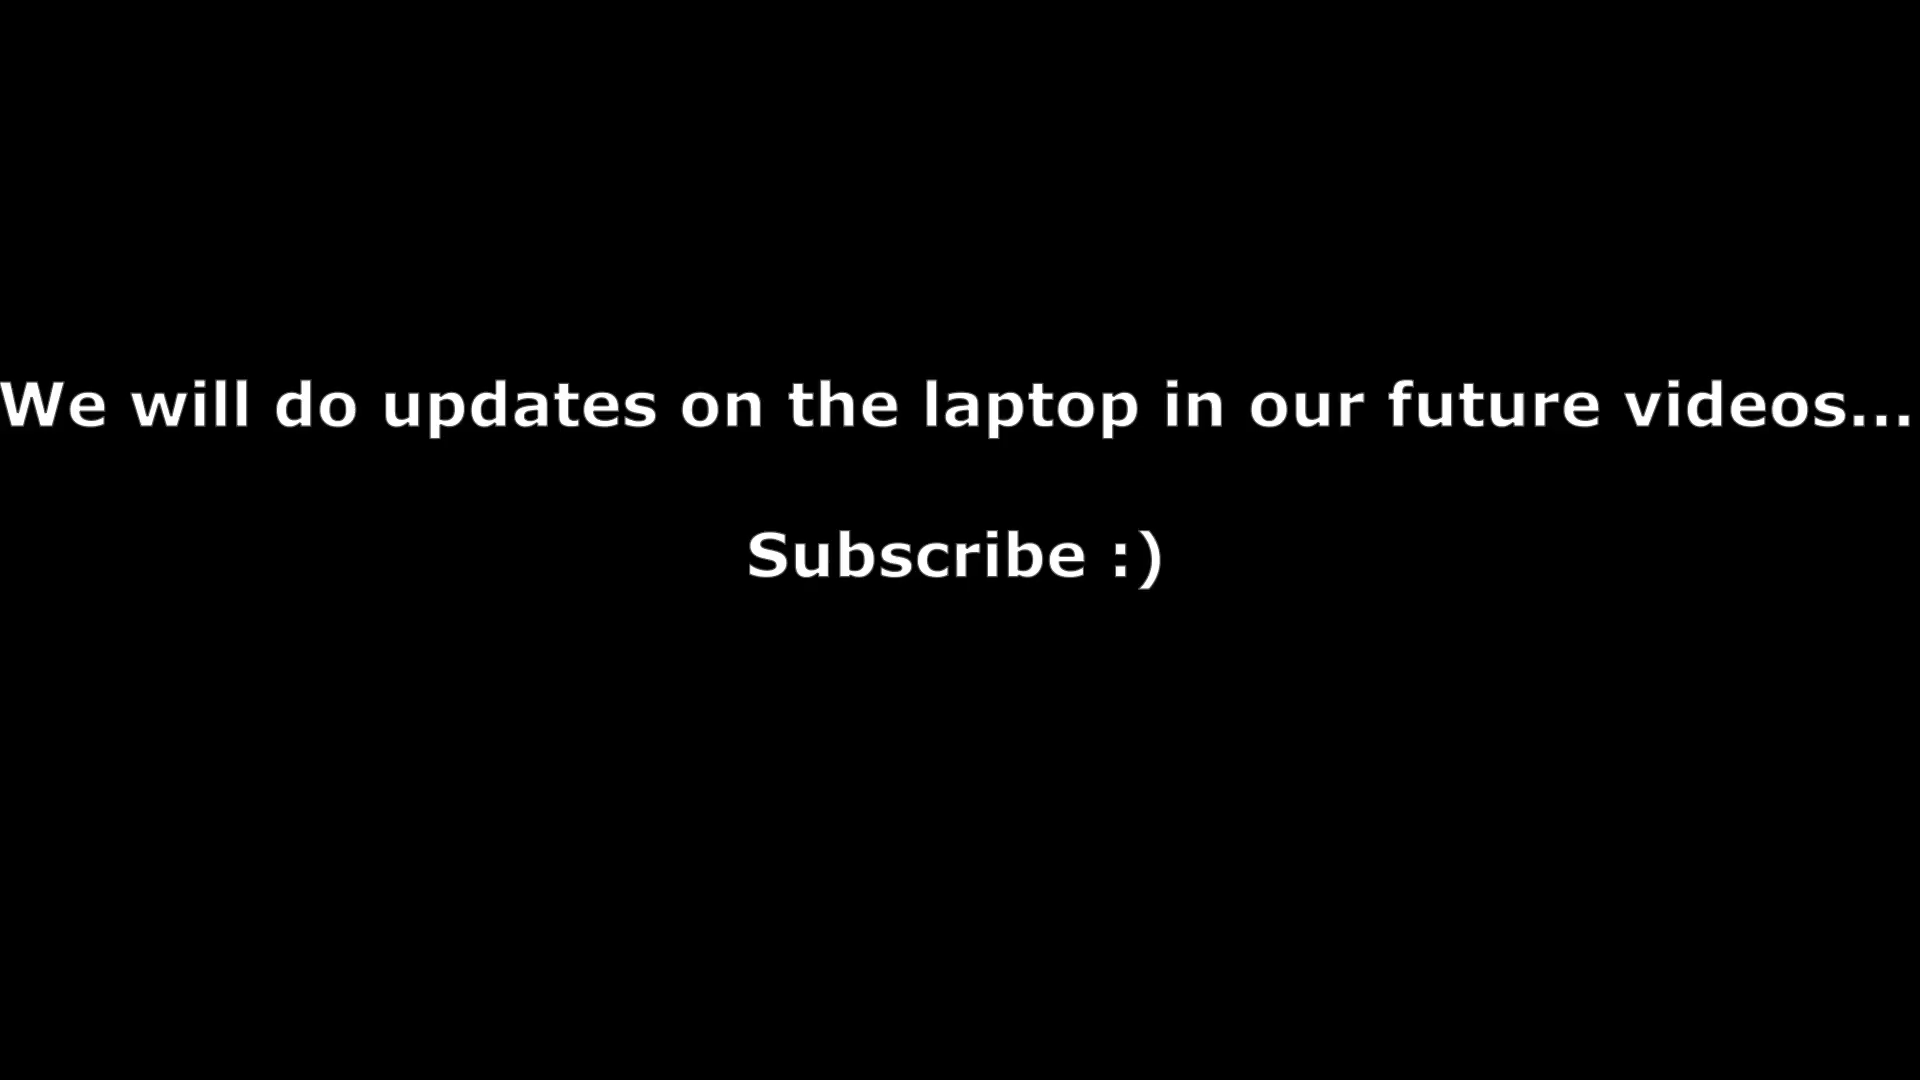 We will do updates on the laptop in our future videos...
Subscribe :)